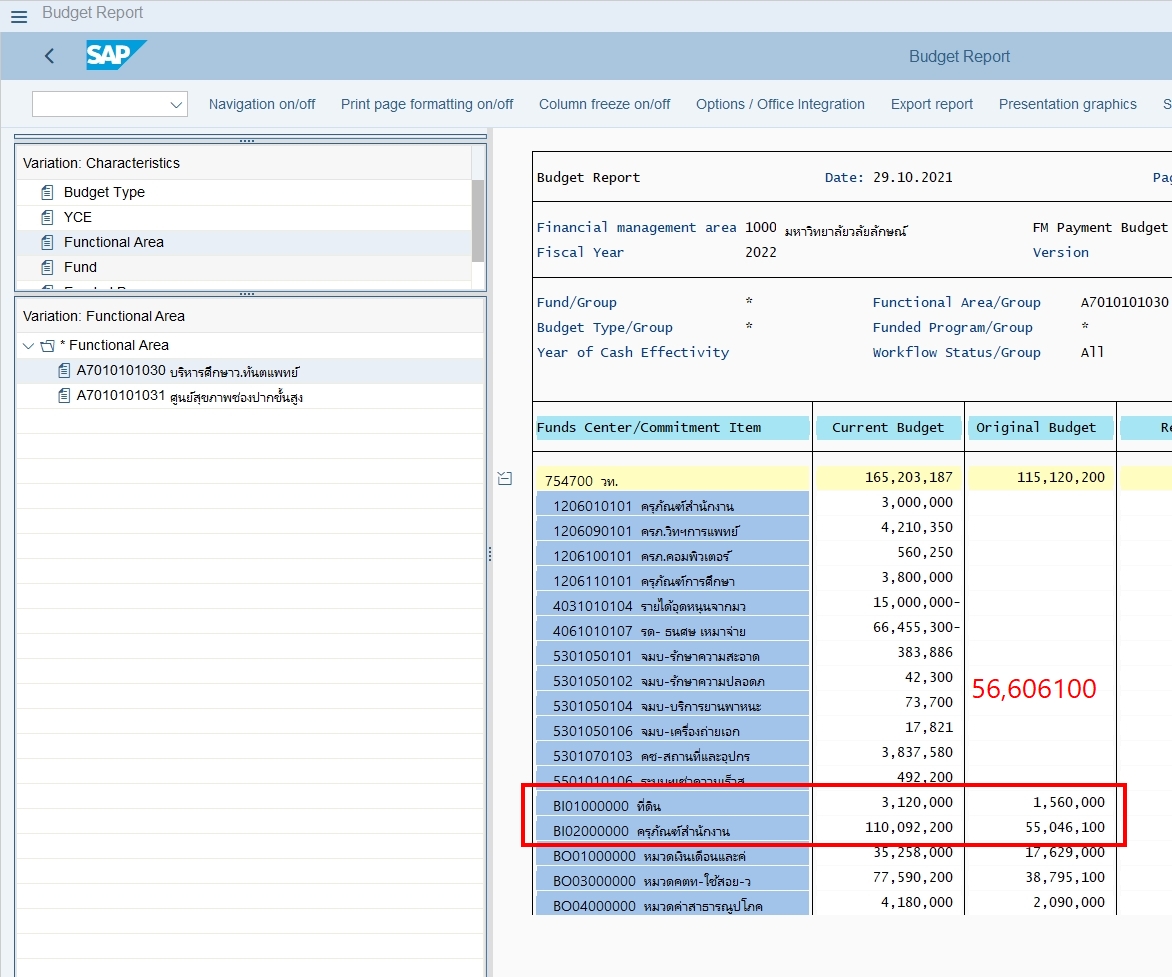 Budget Report
SAP
Budget Report
Navigation on/off Print page formatting on/off Column freeze on/off Options / Office Integration Export report Presentation graphics S
Variation: Characteristics
Budget Type
YCE
Functional Area
Fund
Variation: Functional Area
* Functional Area
A7010101030 บริหารศึกษาว.ทันตแพทย์
A7010101031 ศูนย์สุขภาพช่องปากขั้นสูง
Budget Report Date: 29.10.2021 Pag
Financial management area 1000 มหาวิทยาลัยวลัยลักษณ์ FM Payment Budget
Fiscal Year 2022 Version
Fund/Group * Functional Area/Group A7010101030
Budget Type/Group * Funded Program/Group *
Year of Cash Effectivity Workflow Status/Group All
Funds Center/Commitment Item Current Budget Original Budget Re
754700 วท. 165,203,187 115,120,200
1206010101 ครุภัณฑ์สำนักงาน 3,000,000
1206090101 ครภ.วิทฯการแพทย์ 4,210,350
1206100101 ครภ.คอมพิวเตอร์ 560,250
1206110101 ครุภัณฑ์การศึกษา 3,800,000
4031010104 รายได้อุดหนุนจากมว 15,000,000-
4061010107 รด- ธนศษ เหมาจ่าย 66,455,300-
5301050101 จมบ-รักษาความสะอาด 383,886
5301050102 จมบ-รักษาความปลอดภ 42,300
56,606100
5301050104 จมบ-บริการยานพาหนะ 73,700
5301050106 จมบ-เครื่องถ่ายเอก 17,821
5301070103 คช-สถานที่และอุปกร 3,837,580
5501010106 492,200
BI01000000 ที่ดิน 3,120,000 1,560,000
BI02000000 ครุภัณฑ์สำนักงาน 110,092,200 55,046,100
BO01000000 หมวดเงินเดือนและค่ 35,258,000 17,629,000
BO03000000 หมวดคตท-ใช้สอย-ว 77,590,200 38,795,100
BO04000000 หมวดค่าสาธารณูปโภค 4,180,000 2,090,000